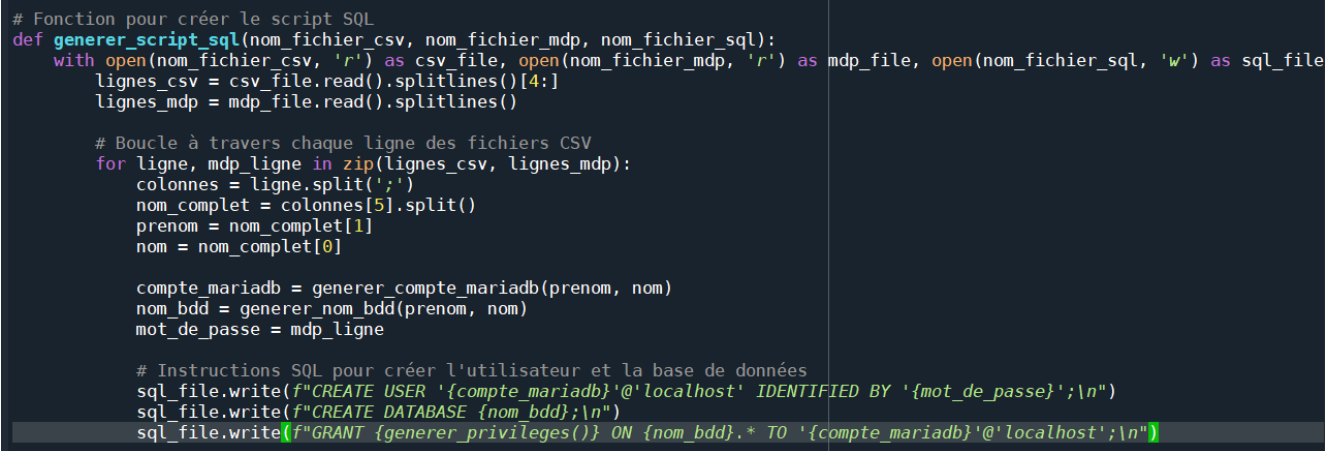 # Fonction pour créer le script SQL
def generer_script_sql(nom_fichier_csv, nom_fichier_mdp, nom_fichier_sql):
    with open(nom_fichier_csv, 'r') as csv_file, open(nom_fichier_mdp, 'r') as mdp_file, open(nom_fichier_sql, 'w') as sql_file
        lignes_csv = csv_file.read().splitlines()[4:]
        lignes_mdp = mdp_file.read().splitlines()

        # Boucle à travers chaque ligne des fichiers CSV
        for ligne, mdp_ligne in zip(lignes_csv, lignes_mdp):
            colonnes = ligne.split(';')
            nom_complet = colonnes[5].split()
            prenom = nom_complet[1]
            nom = nom_complet[0]

            compte_mariadb = generer_compte_mariadb(prenom, nom)
            nom_bdd = generer_nom_bdd(prenom, nom)
            mot_de_passe = mdp_ligne

            # Instructions SQL pour créer l'utilisateur et la base de données
            sql_file.write(f"CREATE USER '{compte_mariadb}'@'localhost' IDENTIFIED BY '{mot_de_passe}';\n")
            sql_file.write(f"CREATE DATABASE {nom_bdd};\n")
            sql_file.write(f"GRANT {generer_privileges()} ON {nom_bdd}.* TO '{compte_mariadb}'@'localhost';\n")